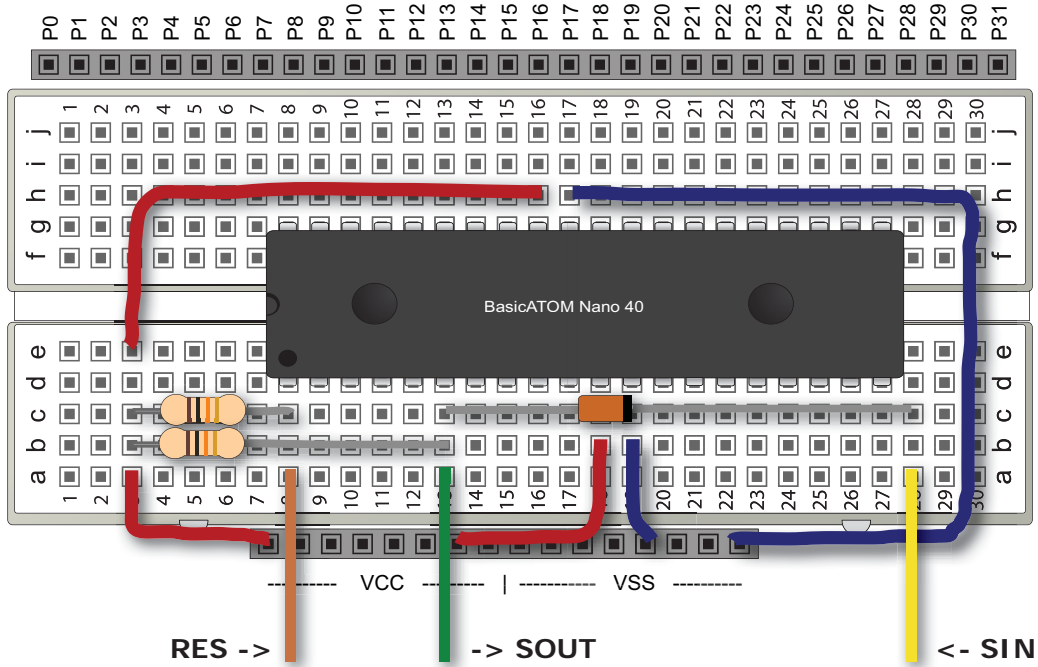 P0 P1 P2 P3 P4 P5 P6 P7 P8 P9 P10 P11 P12 P13 P14 P15 P16 P17 P18 P19 P20 P21 P22 P23 P24 P25 P26 P27 P28 P29 P30 P31
1 2 3 4 5 6 7 8 9 10 11 12 13 14 15 16 17 18 19 20 21 22 23 24 25 26 27 28 29 30
j j
i i
h h
g g
f f
BasicATOM Nano 40
e e
d d
c c
b b
a a
1 2 3 4 5 6 7 8 9 10 11 12 13 14 15 16 17 18 19 20 21 22 23 24 25 26 27 28 29 30
---------- VCC --------- | ----------- VSS ----------
RES -> -> SOUT <- SIN